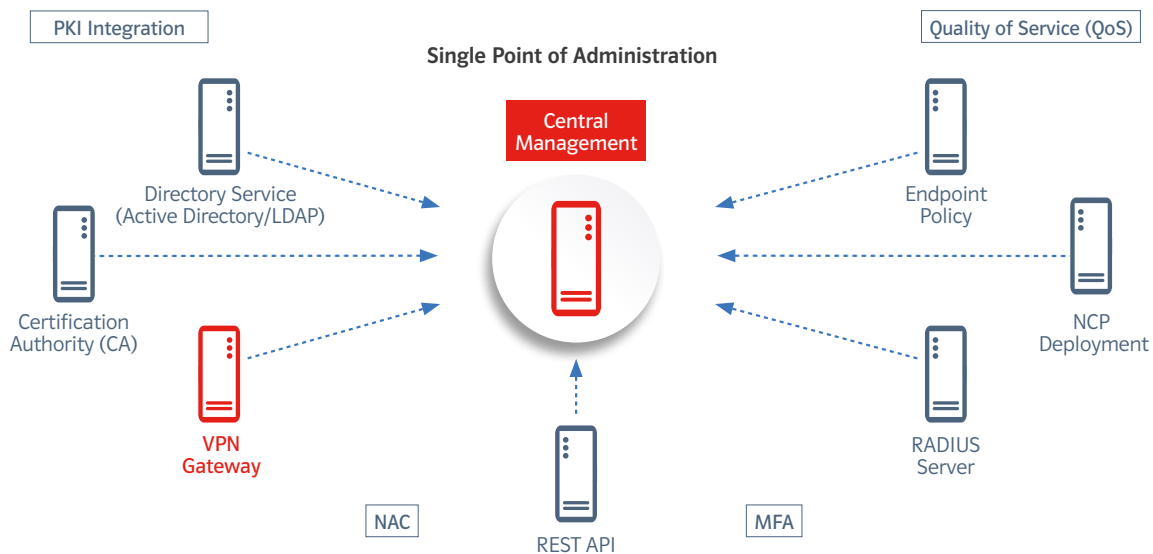 PKI Integration
Quality of Service (QoS)
Single Point of Administration
Central
Management
Directory Service
(Active Directory/LDAP)
Endpoint
Policy
Certification
Authority (CA)
NCP
Deployment
VPN
Gateway
RADIUS
Server
NAC
MFA
REST API